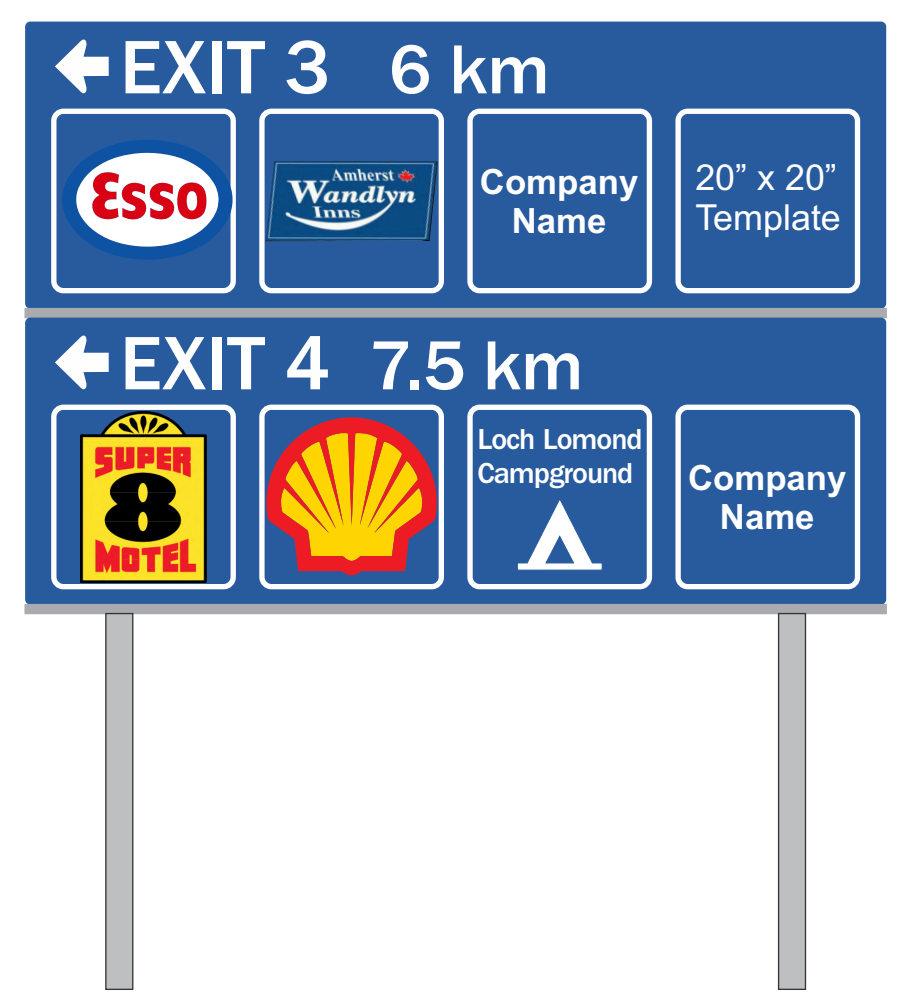 EXIT 3 6 km
Esso
Amherst
Wandlyn
Inns
Company
Name
20” x 20”
Template
EXIT 4 7.5 km
SUPER
8
MOTEL
Loch Lomond
Campground
Company
Name